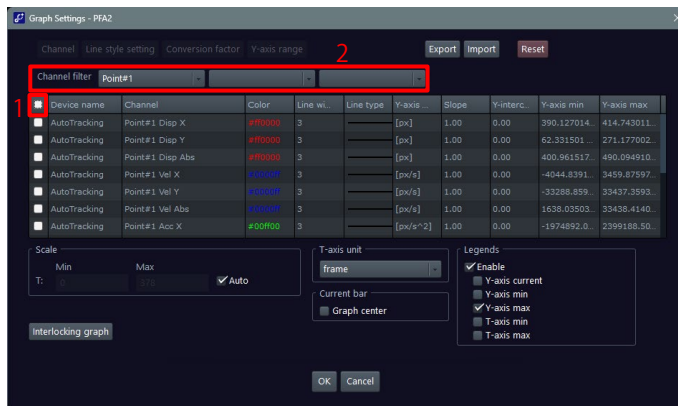 Graph Settings - PFA2
Channel Line style setting Conversion factor Y-axis range 2 Export Import Reset
Channel filter Point#1
1 Device name Channel Color Line wi... Line type Y-axis ... Slope Y-interc... Y-axis min Y-axis max
AutoTracking Point#1 Disp X #ff0000 3 [px] 1.00 0.00 390.127014... 414.743011...
AutoTracking Point#1 Disp Y #ff0000 3 [px] 1.00 0.00 62.331501 ... 271.177002...
AutoTracking Point#1 Disp Abs #ff0000 3 [px] 1.00 0.00 400.961517... 490.094910...
AutoTracking Point#1 Vel X #0000ff 3 [px/s] 1.00 0.00 -4044.8391... 3459.87597...
AutoTracking Point#1 Vel Y #0000ff 3 [px/s] 1.00 0.00 -33288.859... 33437.3593...
AutoTracking Point#1 Vel Abs #0000ff 3 [px/s] 1.00 0.00 1638.03503... 33438.4140...
AutoTracking Point#1 Acc X #00ff00 3 [px/s^2] 1.00 0.00 -1974892.0... 2399188.50...
Scale T-axis unit Legends
Min Max frame Enable
T: 0 378 Auto Y-axis current
Current bar Y-axis min
Graph center Y-axis max
T-axis min
Interlocking graph T-axis max
OK Cancel